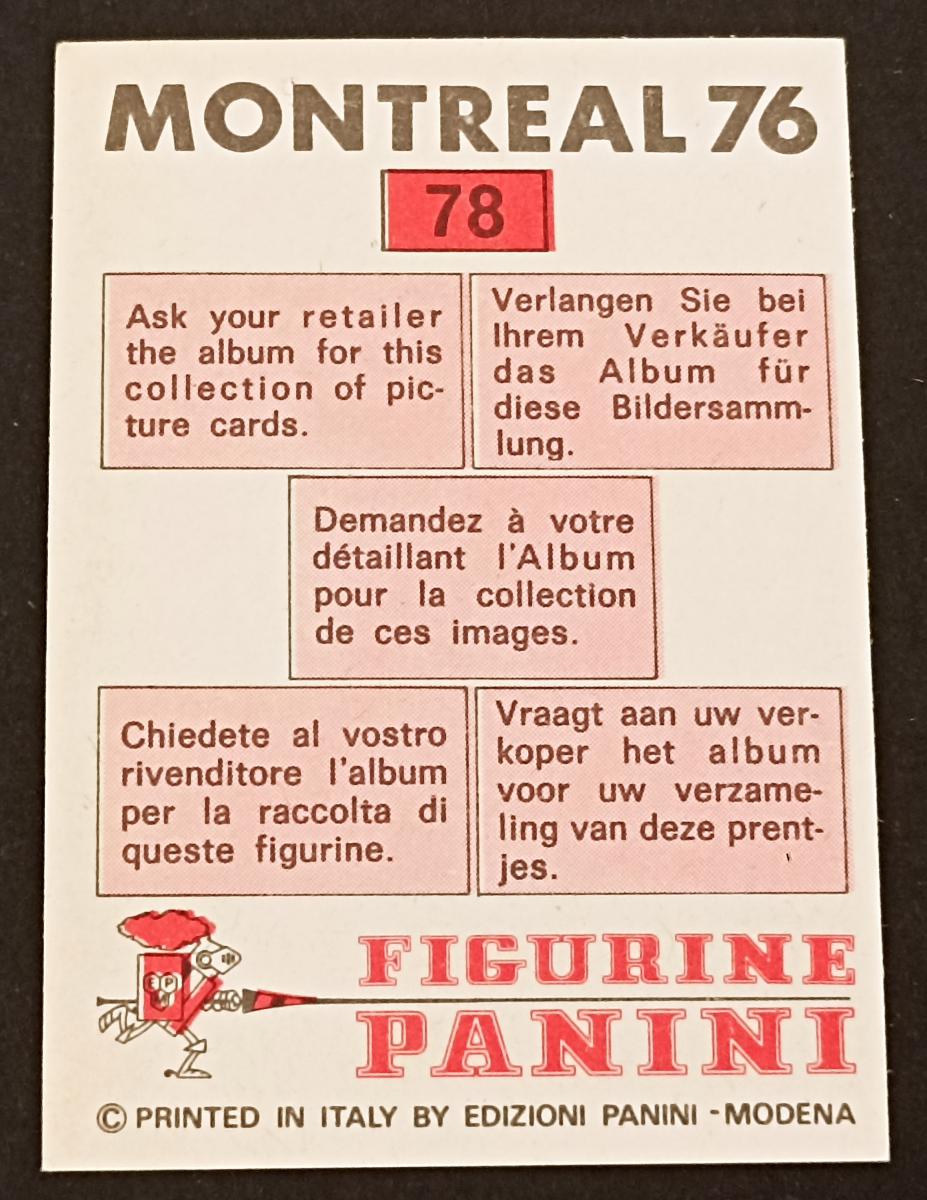 MONTREAL 76
78
Ask your retailer
the album for this
collection of pic-
ture cards.
Verlangen Sie bei
Ihrem Verkäufer
das Album für
diese Bildersamm-
lung.
Demandez à votre
détaillant l'Album
pour la collection
de ces images.
Chiedete al vostro
rivenditore l'album
per la raccolta di
queste figurine.
Vraagt aan uw ver-
koper het album
voor uw verzame-
ling van deze prent-
jes.
FIGURINE
PANINI
© PRINTED IN ITALY BY EDIZIONI PANINI - MODENA